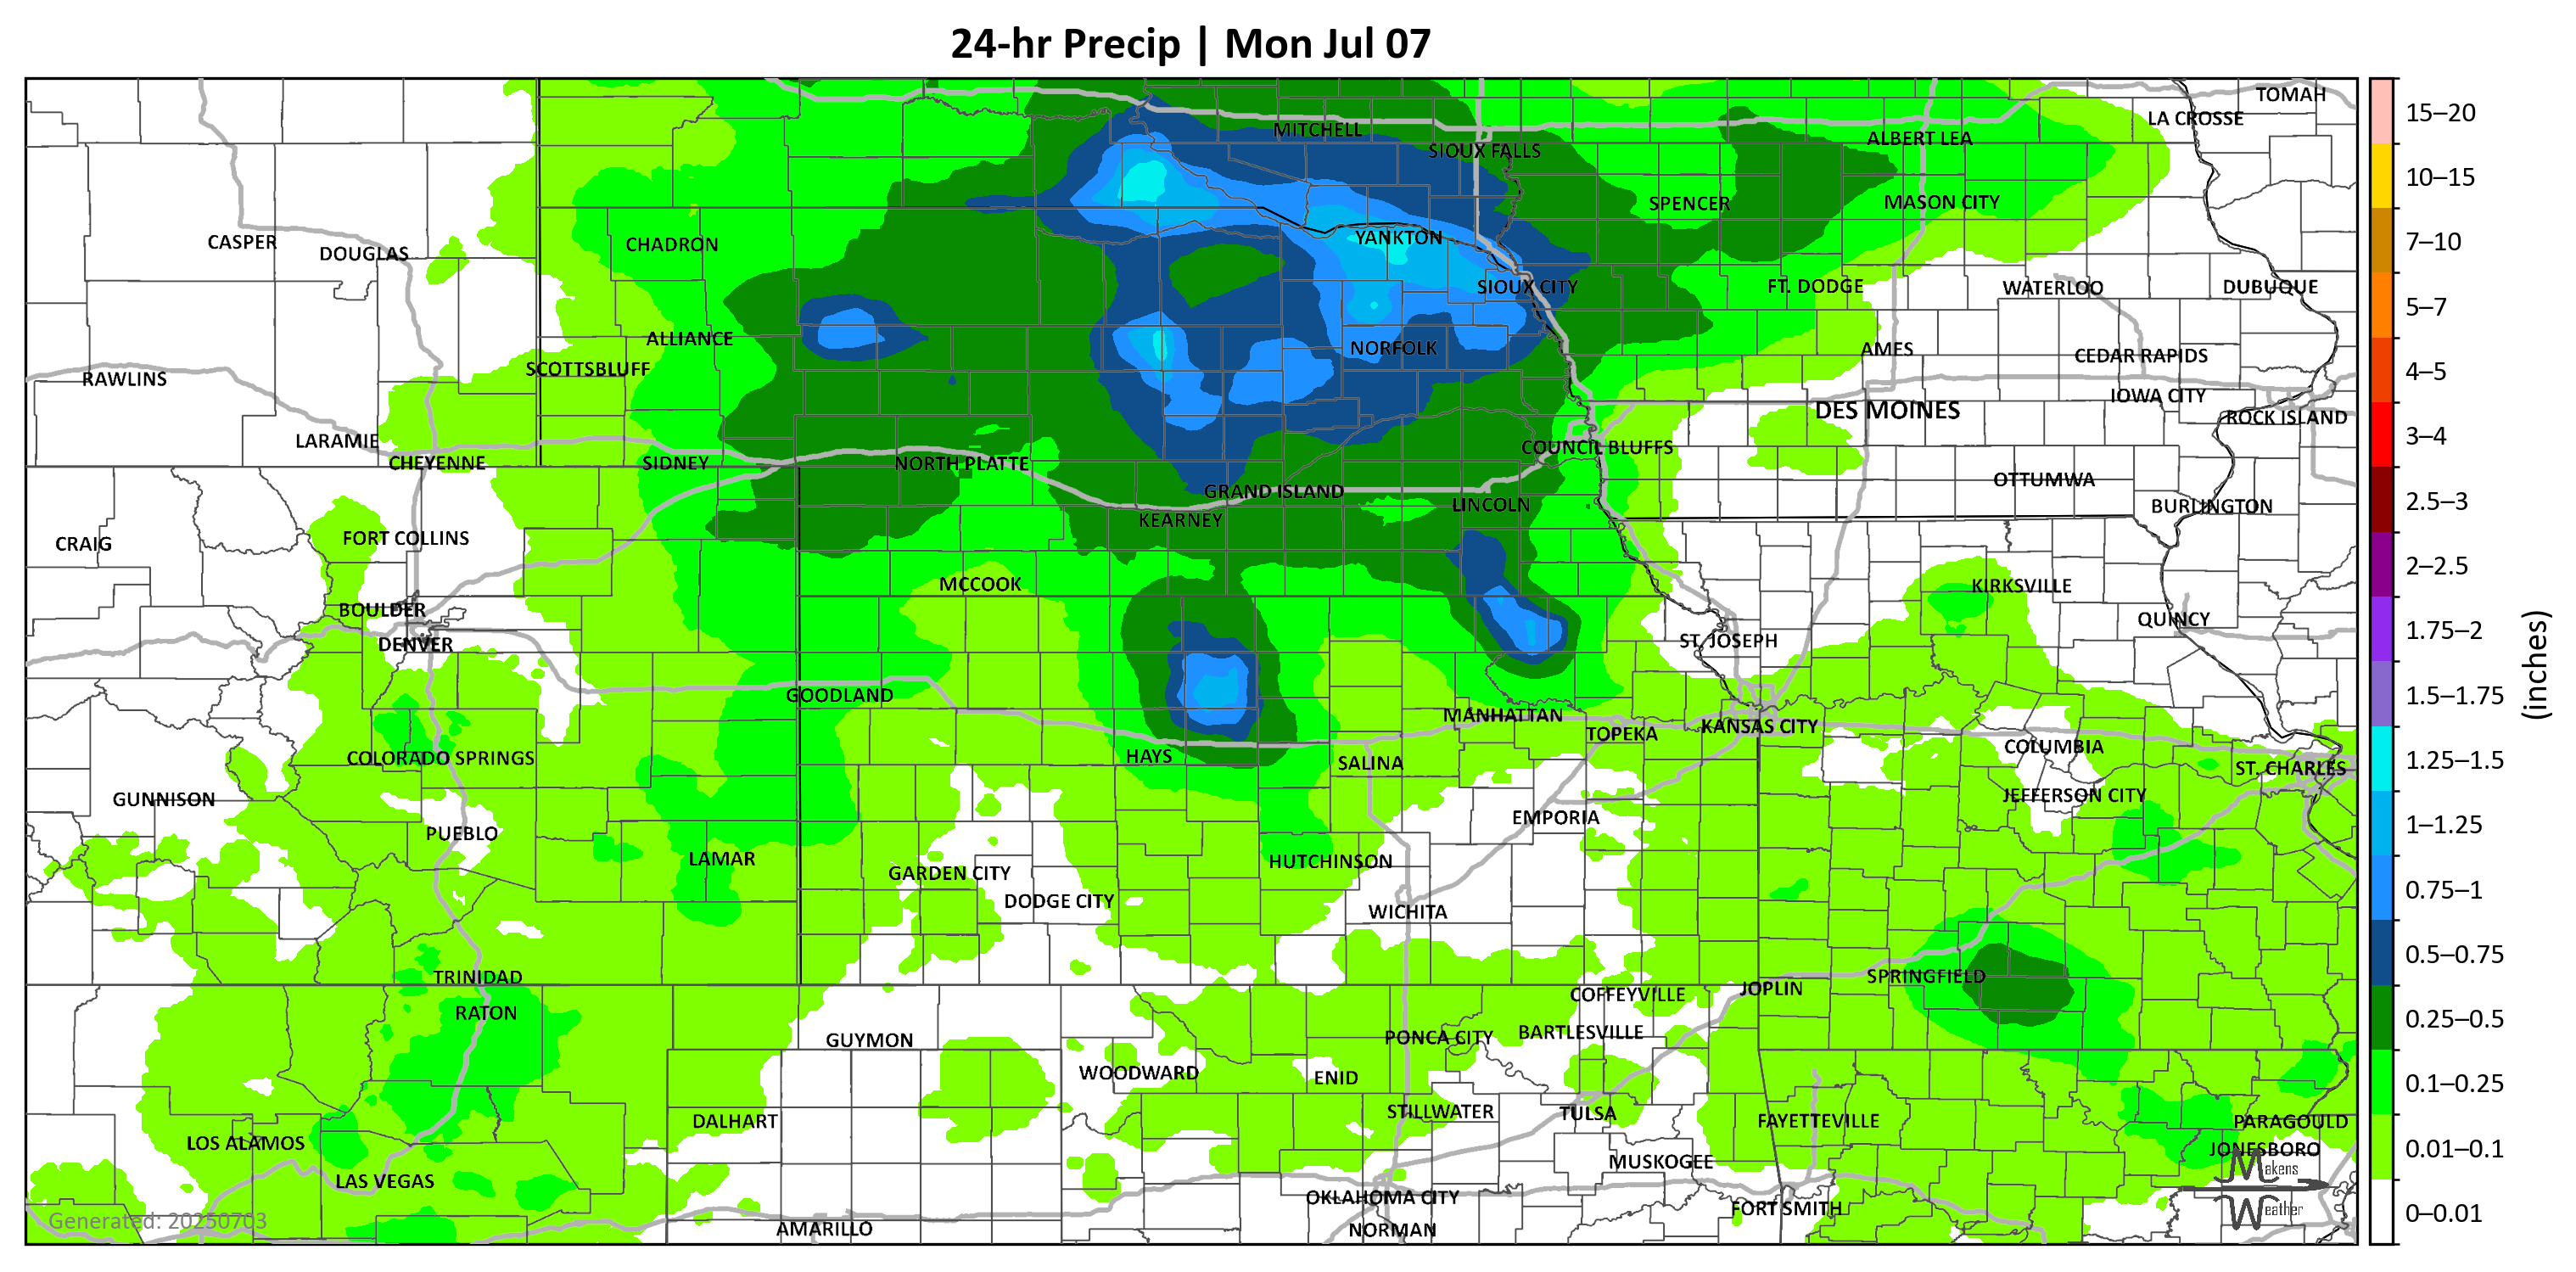 24-hr Precip | Mon Jul 07
TOMAH
LA CROSSE
MITCHELL
ALBERT LEA
SIOUX FALLS
SPENCER
MASON CITY
CASPER
DOUGLAS
CHADRON
YANKTON
SIOUX CITY
FT. DODGE
WATERLOO
DUBUQUE
ALLIANCE
NORFOLK
AMES
CEDAR RAPIDS
SCOTTSBLUFF
RAWLINS
IOWA CITY
DES MOINES
ROCK ISLAND
LARAMIE
COUNCIL BLUFFS
CHEYENNE
SIDNEY
NORTH PLATTE
OTTUMWA
GRAND ISLAND
LINCOLN
BURLINGTON
KEARNEY
CRAIG
FORT COLLINS
MCCOOK
KIRKSVILLE
BOULDER
QUINCY
DENVER
ST. JOSEPH
GOODLAND
MANHATTAN
TOPEKA
KANSAS CITY
COLUMBIA
COLORADO SPRINGS
HAYS
SALINA
ST. CHARLES
GUNNISON
JEFFERSON CITY
EMPORIA
PUEBLO
LAMAR
HUTCHINSON
GARDEN CITY
DODGE CITY
WICHITA
TRINIDAD
SPRINGFIELD
JOPLIN
COFFEYVILLE
RATON
GUYMON
PONCA CITY
BARTLESVILLE
WOODWARD
ENID
STILLWATER
TULSA
DALHART
FAYETTEVILLE
PARAGOULD
LOS ALAMOS
JONESBORO
MUSKOGEE
LAS VEGAS
OKLAHOMA CITY
FORT SMITH
AMARILLO
NORMAN
Generated: 20250703
Makens
Weather
15–20
10–15
7–10
5–7
4–5
3–4
2.5–3
2–2.5
1.75–2
1.5–1.75
1.25–1.5
1–1.25
0.75–1
0.5–0.75
0.25–0.5
0.1–0.25
0.01–0.1
0–0.01
(inches)